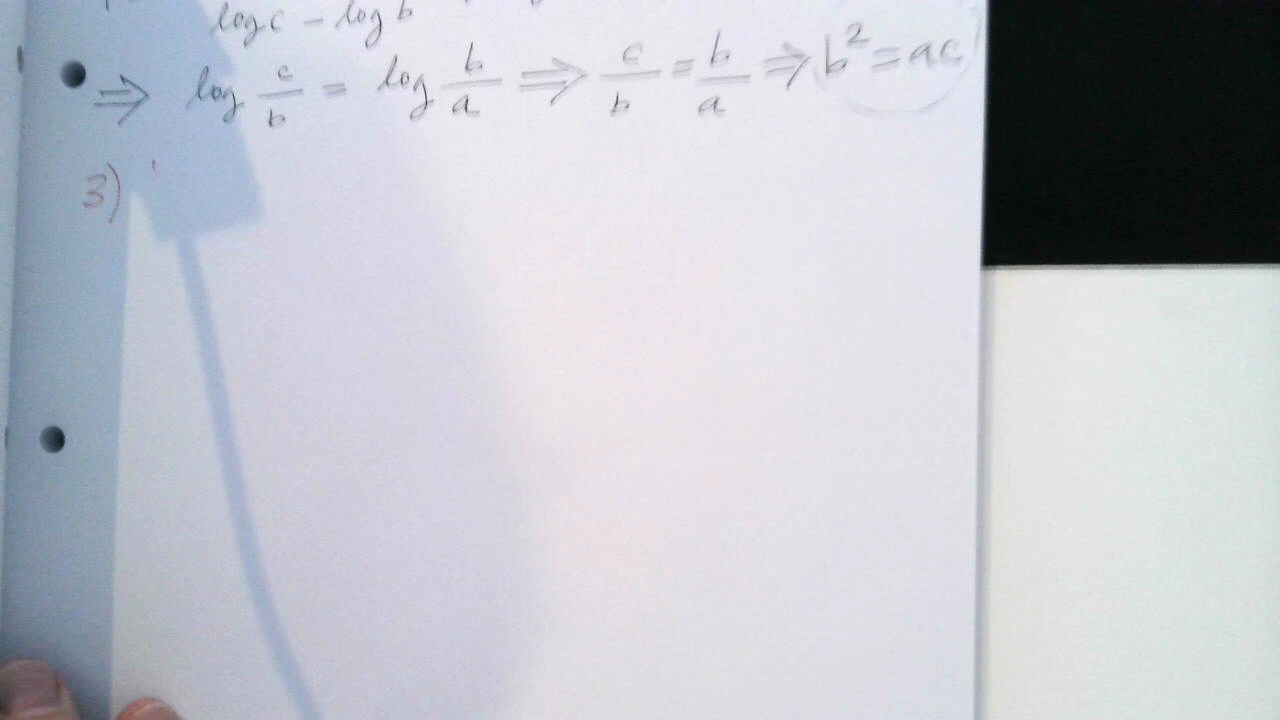 log c - log b
⇒ log c/b = log b/a ⇒ c/b = b/a ⇒ b² = ac
3)